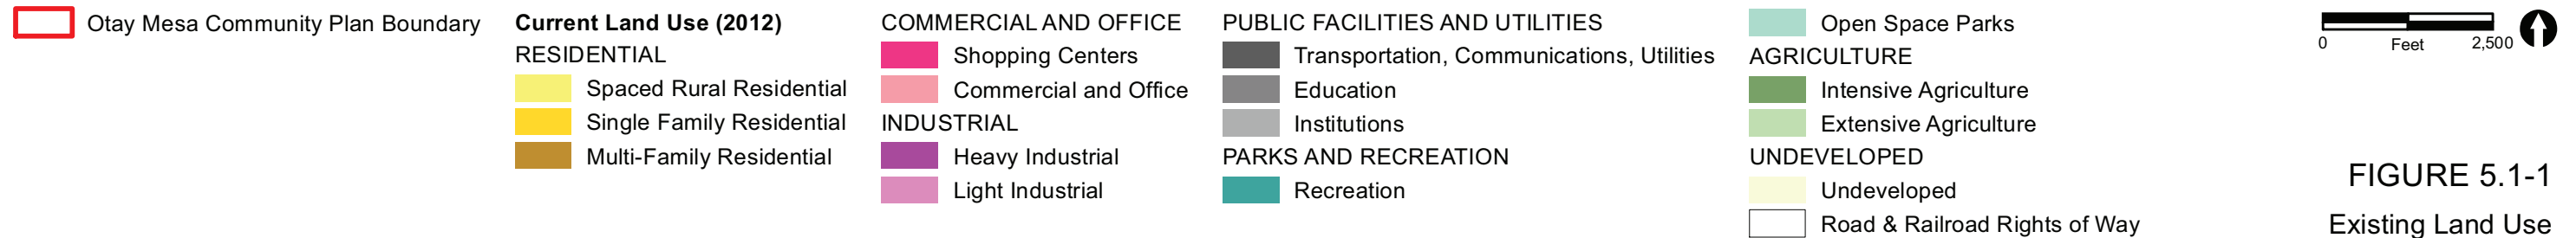 Otay Mesa Community Plan Boundary
Current Land Use (2012)
RESIDENTIAL
Spaced Rural Residential
Single Family Residential
Multi-Family Residential
COMMERCIAL AND OFFICE
Shopping Centers
Commercial and Office
INDUSTRIAL
Heavy Industrial
Light Industrial
PUBLIC FACILITIES AND UTILITIES
Transportation, Communications, Utilities
Education
Institutions
PARKS AND RECREATION
Recreation
Open Space Parks
AGRICULTURE
Intensive Agriculture
Extensive Agriculture
UNDEVELOPED
Undeveloped
Road & Railroad Rights of Way
0 Feet 2,500
FIGURE 5.1-1
Existing Land Use